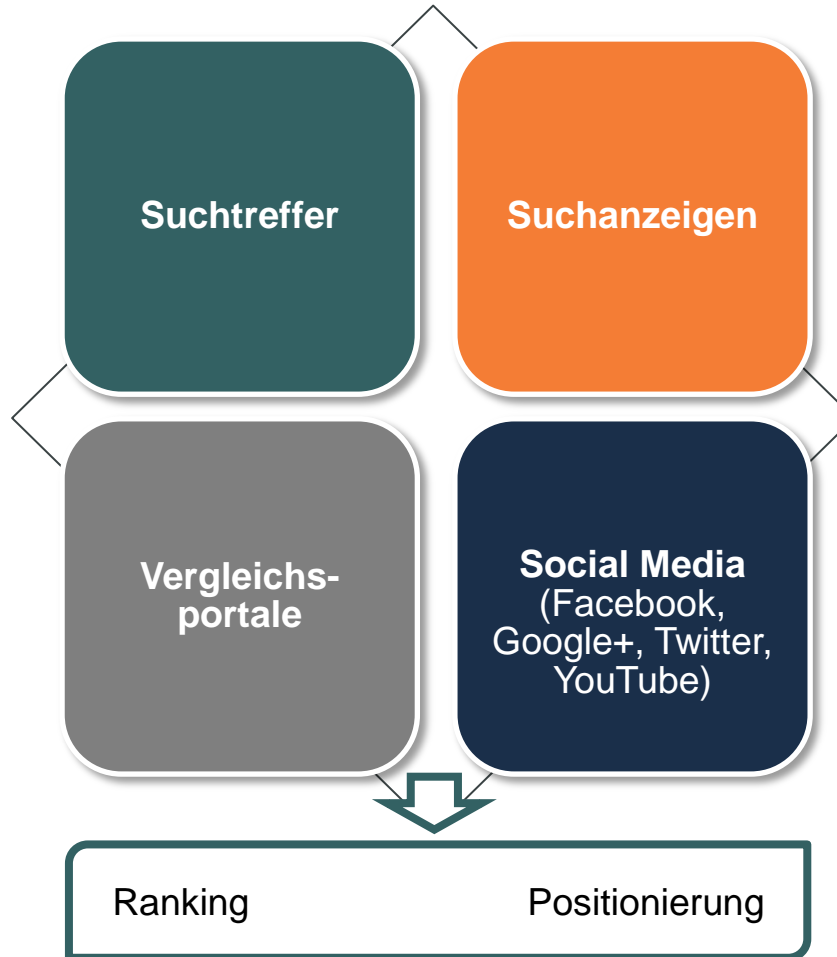 Suchtreffer
Suchanzeigen
Vergleichs-
portale
Social Media
(Facebook,
Google+, Twitter,
YouTube)
Ranking
Positionierung